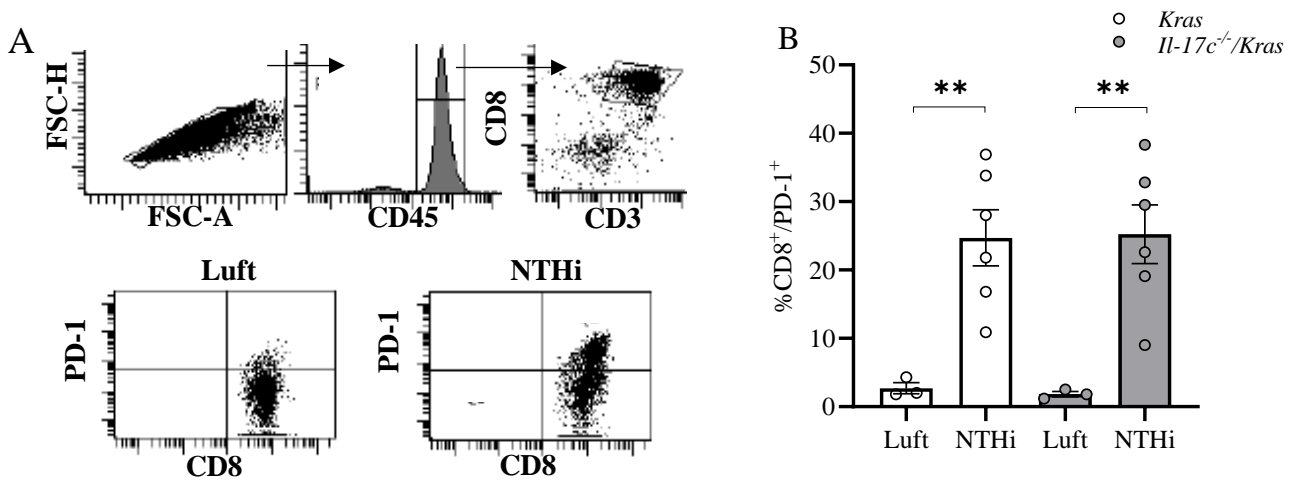 A
FSC-H
FSC-A
CD45
CD8
CD3
Luft
PD-1
CD8
NTHi
PD-1
CD8
B
Kras
Il-17c-/-/Kras
%CD8+/PD-1+
50
40
30
20
10
0
** **
Luft NTHi Luft NTHi